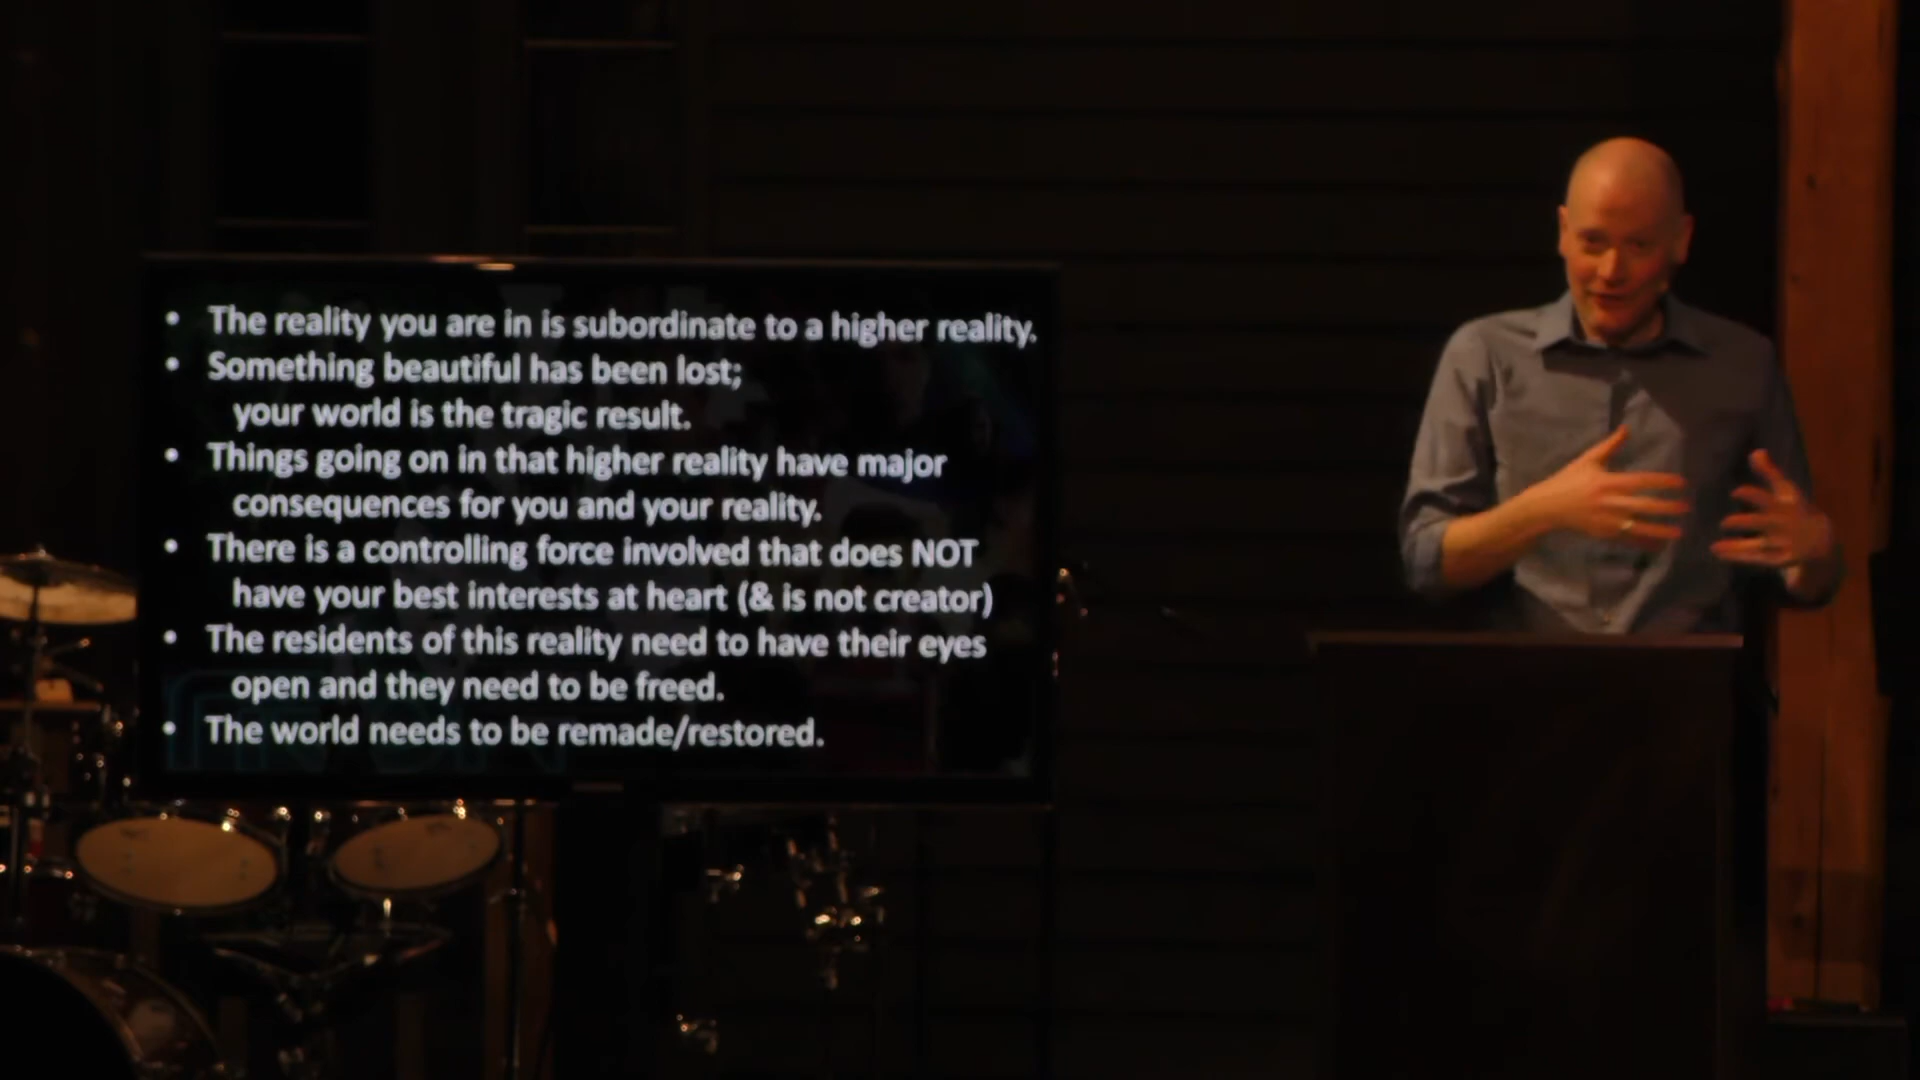 • The reality you are in is subordinate to a higher reality.
• Something beautiful has been lost;
your world is the tragic result.
• Things going on in that higher reality have major
consequences for you and your reality.
• There is a controlling force involved that does NOT
have your best interests at heart (& is not creator)
• The residents of this reality need to have their eyes
open and they need to be freed.
• The world needs to be remade/restored.